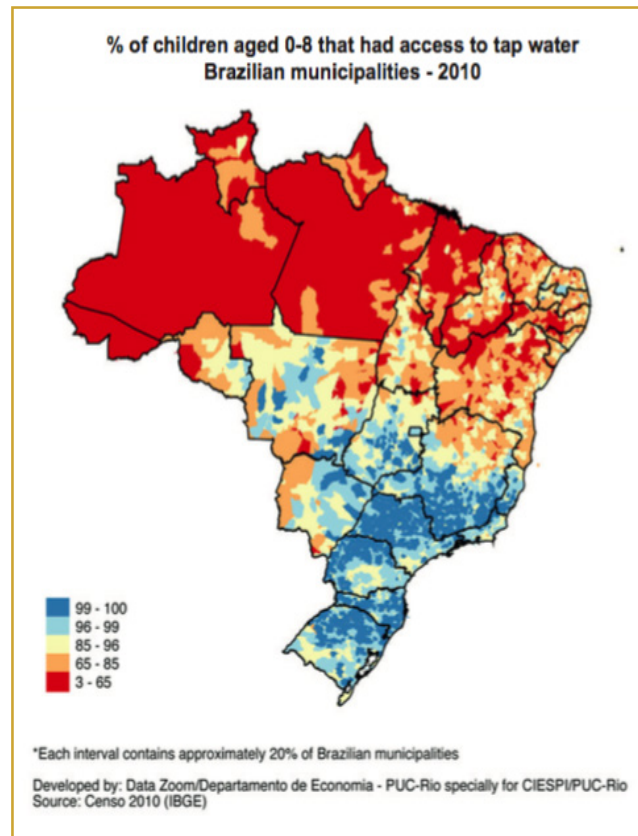 % of children aged 0-8 that had access to tap water
Brazilian municipalities - 2010
99 - 100
96 - 99
85 - 96
65 - 85
3 - 65
*Each interval contains approximately 20% of Brazilian municipalities
Developed by: Data Zoom/Departamento de Economia - PUC-Rio specially for CIESPI/PUC-Rio
Source: Censo 2010 (IBGE)